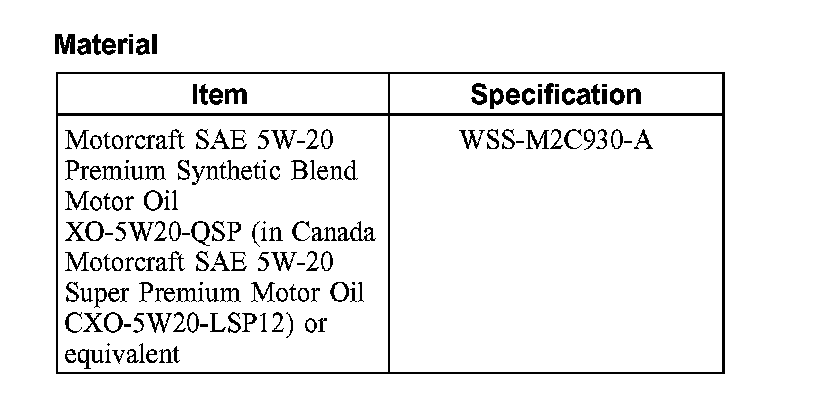 Material
Item
Specification
Motorcraft SAE 5W-20
WSS-M2C930-A
Premium Synthetic Blend
Motor Oil
XO-5W20-QSP (in Canada
Motorcraft SAE 5W-20
Super Premium Motor Oil
CXO-5W20-LSP12) or
equivalent